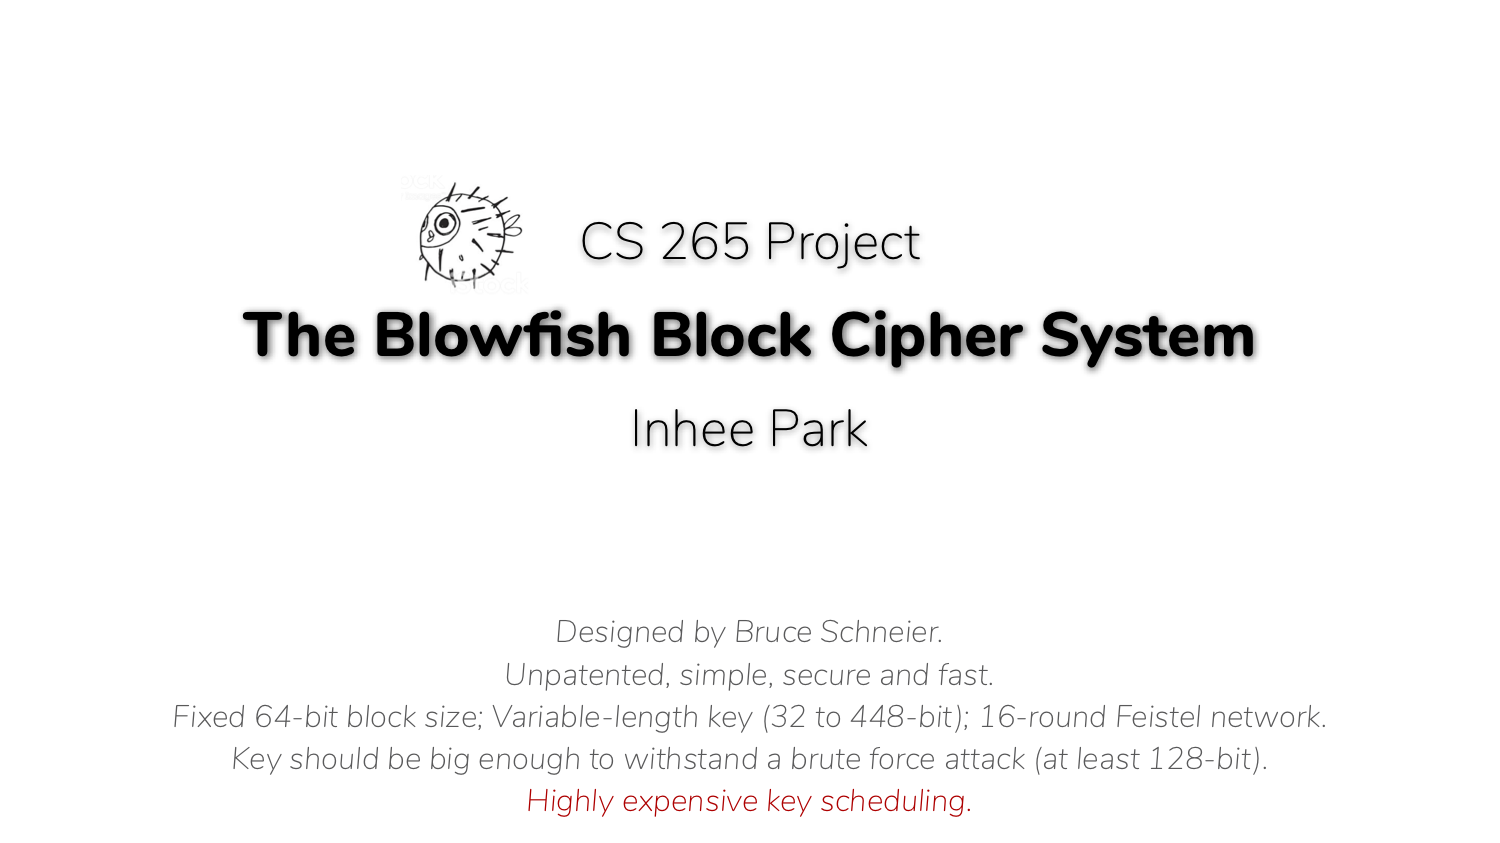 CS 265 Project
The Blowfish Block Cipher System
Inhee Park
Designed by Bruce Schneier.
Unpatented, simple, secure and fast.
Fixed 64-bit block size; Variable-length key (32 to 448-bit); 16-round Feistel network.
Key should be big enough to withstand a brute force attack (at least 128-bit).
Highly expensive key scheduling.